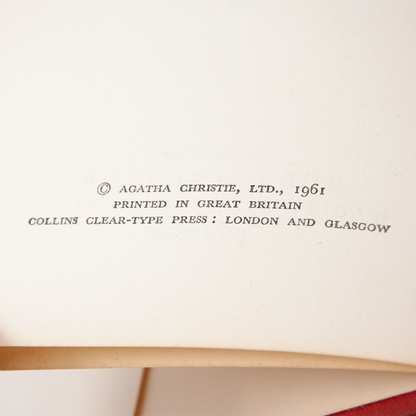 © AGATHA CHRISTIE, LTD., 1961
PRINTED IN GREAT BRITAIN
COLLINS CLEAR-TYPE PRESS : LONDON AND GLASGOW